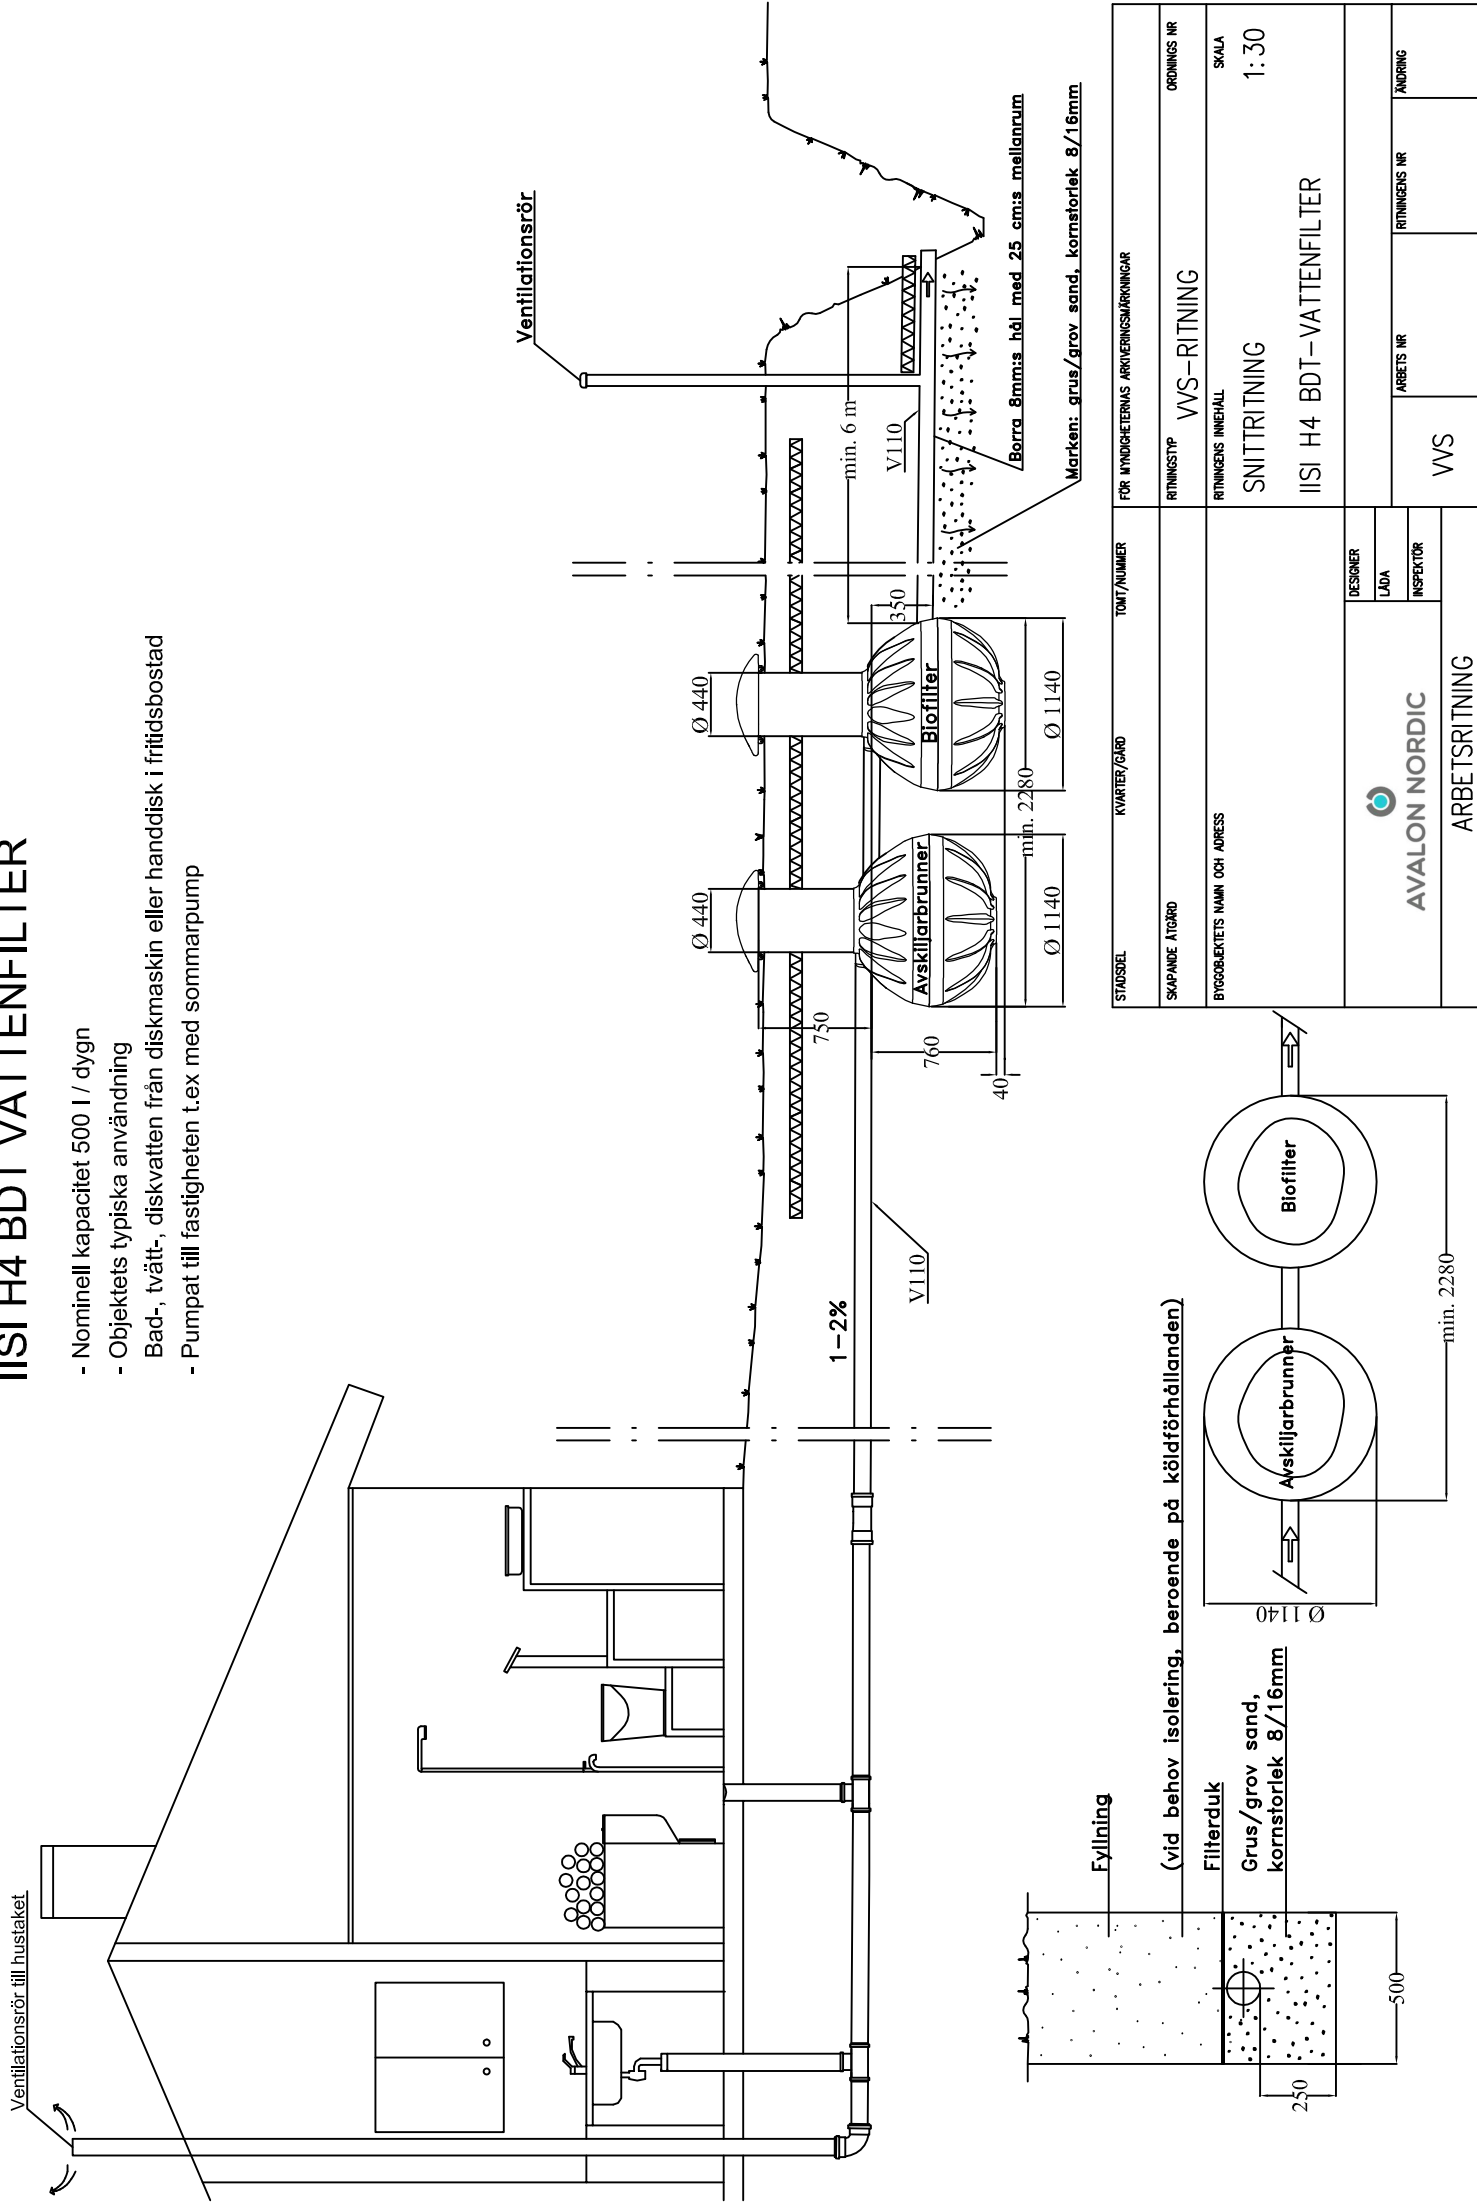 IISI H4 BDT VATTENFILTER
- Nominell kapacitet 500 l / dygn
- Objektets typiska användning
Bad-, tvätt-, diskvatten från diskmaskin eller handdisk i fritidsbostad
- Pumpat till fastigheten t.ex med sommarpump
Ventilationsrör till hustaket
Ventilationsrör
Ø 440
Ø 440
min. 6 m
V110
750
350
1-2%
V110
Avskiljarbrunner
Biofilter
760
40
Ø 1140
Ø 1140
min. 2280
Borra 8mm:s hål med 25 cm:s mellanrum
Marken: grus/grov sand, kornstorlek 8/16mm
Fyllning
(vid behov isolering, beroende på köldförhållanden)
Filterduk
Grus/grov sand,
kornstorlek 8/16mm
250
500
Ø 1140
Avskiljarbrunner
Biofilter
min. 2280
STADSDEL
KVARTER/GÅRD
TOMT/NUMMER
FÖR MYNDIGHETERNAS ARKIVERINGSMÄRKNINGAR
SKAPANDE ÅTGÄRD
RITNINGSTYP
VVS-RITNING
ORDNINGS NR
BYGGOBJEKTETS NAMN OCH ADRESS
RITNINGENS INNEHÅLL
SKALA
SNITTRITNING
1:30
IISI H4 BDT-VATTENFILTER
DESIGNER
LÅDA
INSPEKTÖR
AVALON NORDIC
ARBETSRITNING
VVS
ARBETS NR
RITNINGENS NR
ÄNDRING